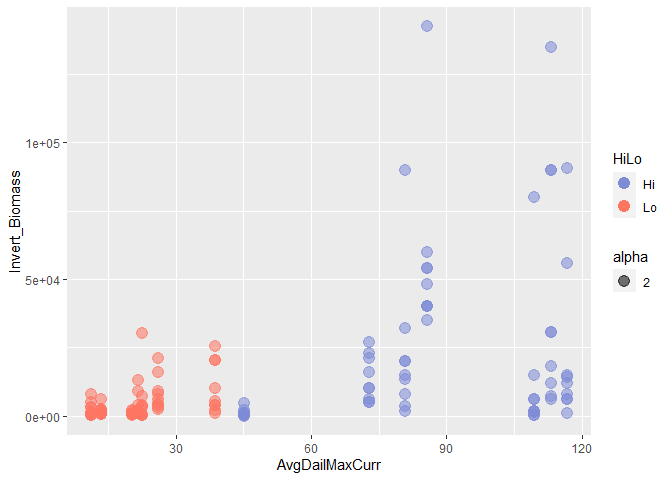 1e+05
5e+04
0e+00
Invert_Biomass
30
60
90
120
AvgDailMaxCurr
HiLo
Hi
Lo
alpha
2